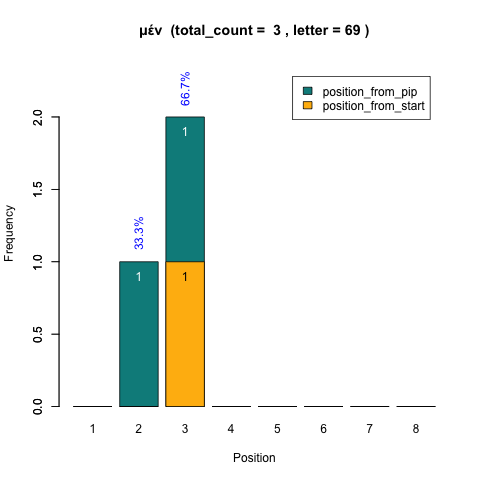 μέν (total_count = 3 , letter = 69 )
66.7%
position_from_pip
position_from_start
2.0
1
1.5
33.3%
Frequency
1.0
1
1
0.5
0.0
1 2 3 4 5 6 7 8
Position